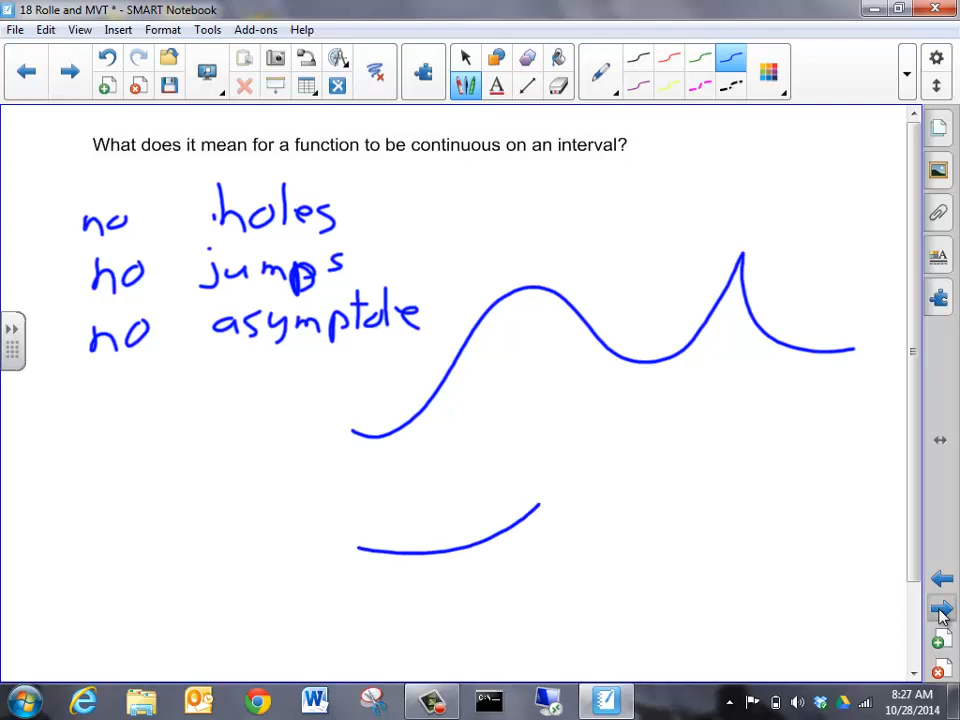 18 Rolle and MVT * - SMART Notebook
File Edit View Insert Format Tools Add-ons Help
What does it mean for a function to be continuous on an interval?
no holes
no jumps
no asymptote
8:27 AM
10/28/2014